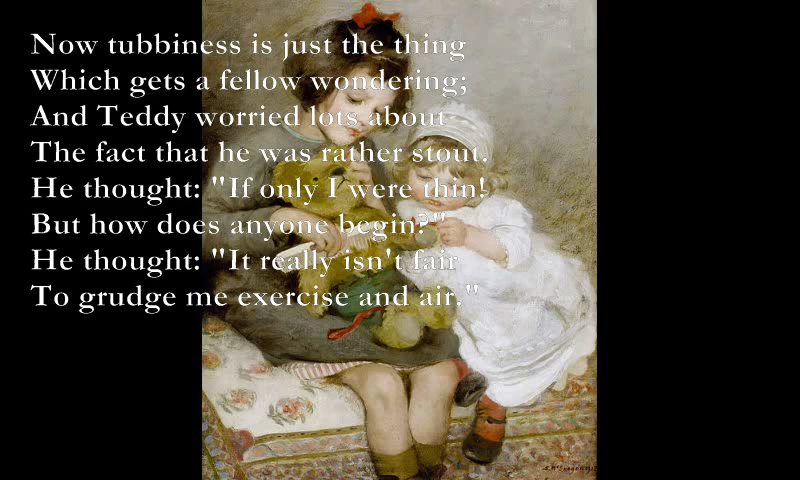 Now tubbiness is just the thing
Which gets a fellow wondering;
And Teddy worried lots about
The fact that he was rather stout.
He thought: "If only I were thin!
But how does anyone begin?"
He thought: "It really isn't fair
To grudge me exercise and air."